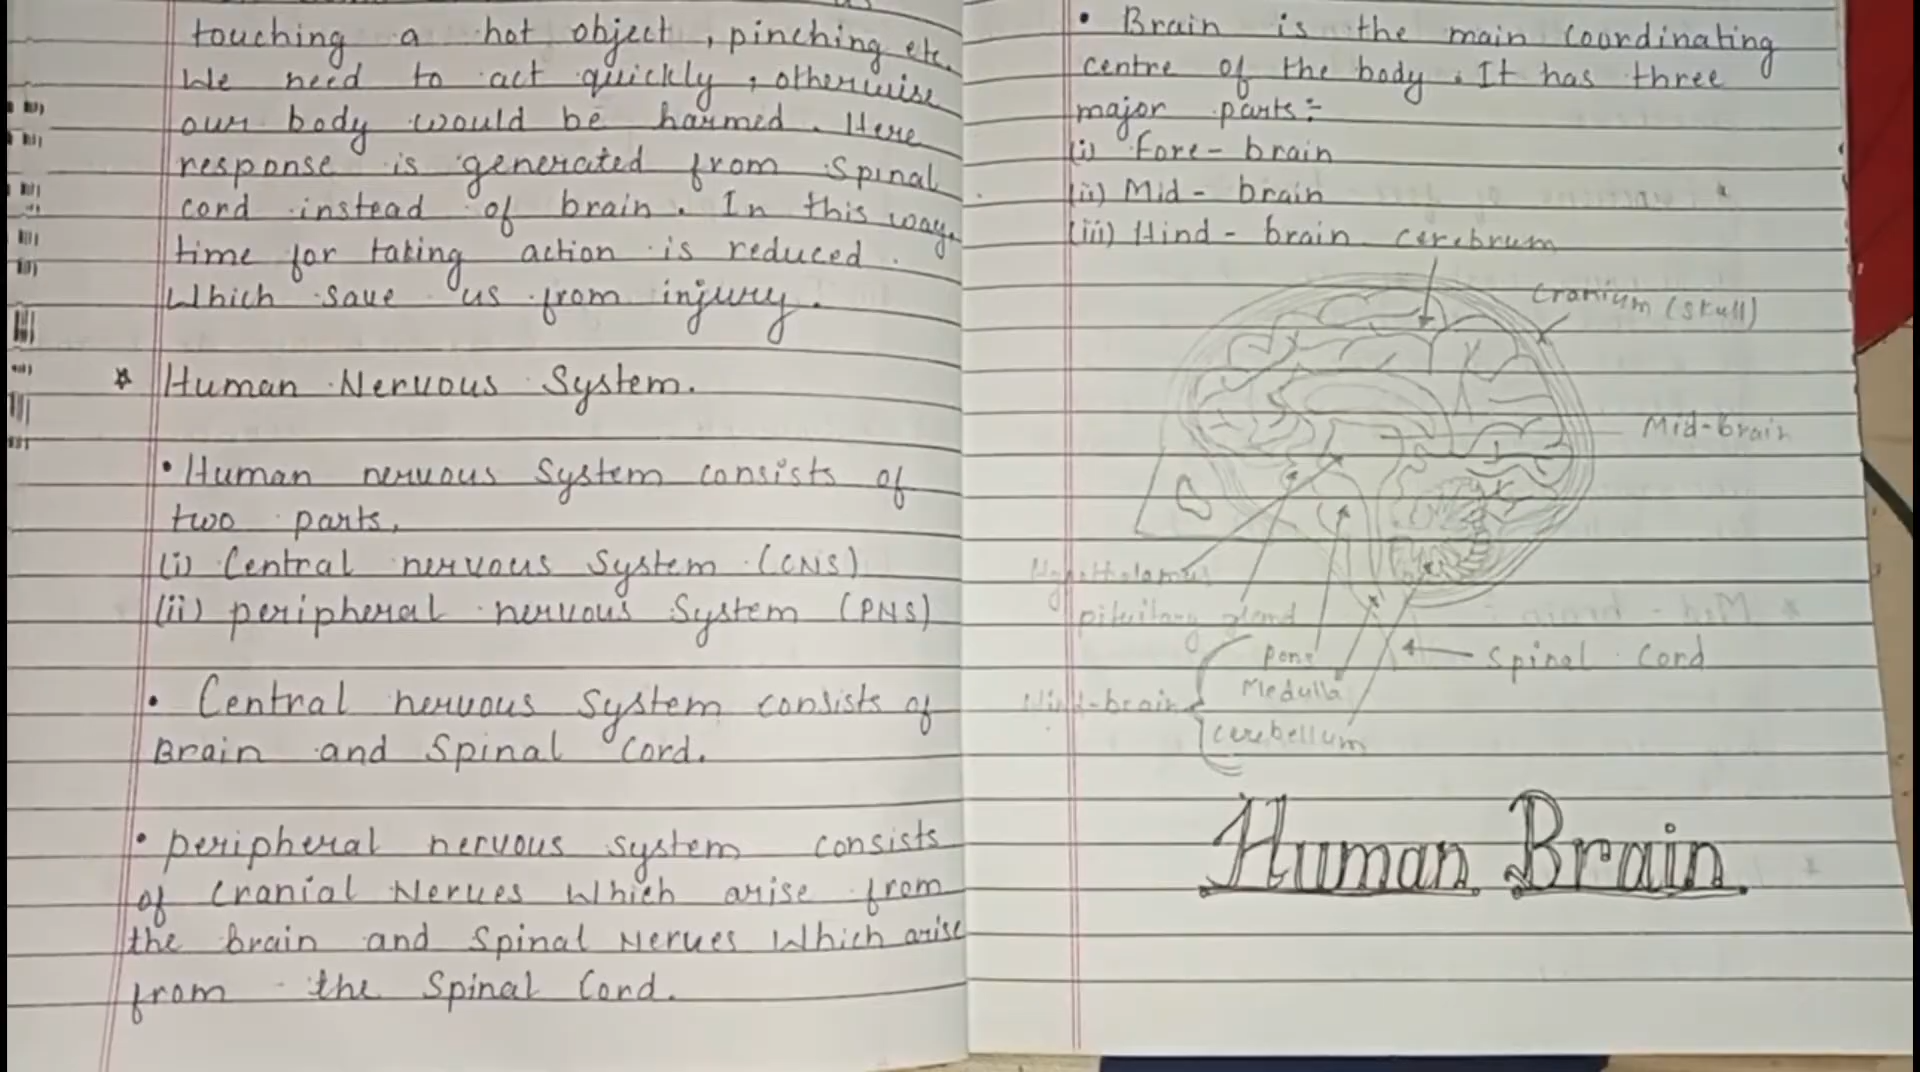 touching a hot object, pinching etc.
We need to act quickly, otherwise
our body would be harmed. Here
response is generated from spinal
cord instead of brain. In this way.
time for taking action is reduced.
Which save us from injury.
Human Nervous System.
• Human nervous System consists of
two parts,
(i) Central nervous System (CNS)
(ii) peripheral nervous System (PNS)
• Central nervous System consists of
Brain and Spinal Cord.
• peripheral nervous system consists
of Cranial Nerves Which arise from
the brain and Spinal Nerves Which arise
from the Spinal Cord.
• Brain is the main Coordinating
centre of the body. It has three
major parts:-
(i) Fore-brain
(ii) Mid-brain
(iii) Hind-brain
cerebrum
Cranium (Skull)
Mid-brain
Hypothalamus
pituitary gland
Pons
Spinal Cord
Medulla
Hind-brain
cerebellum
Human Brain